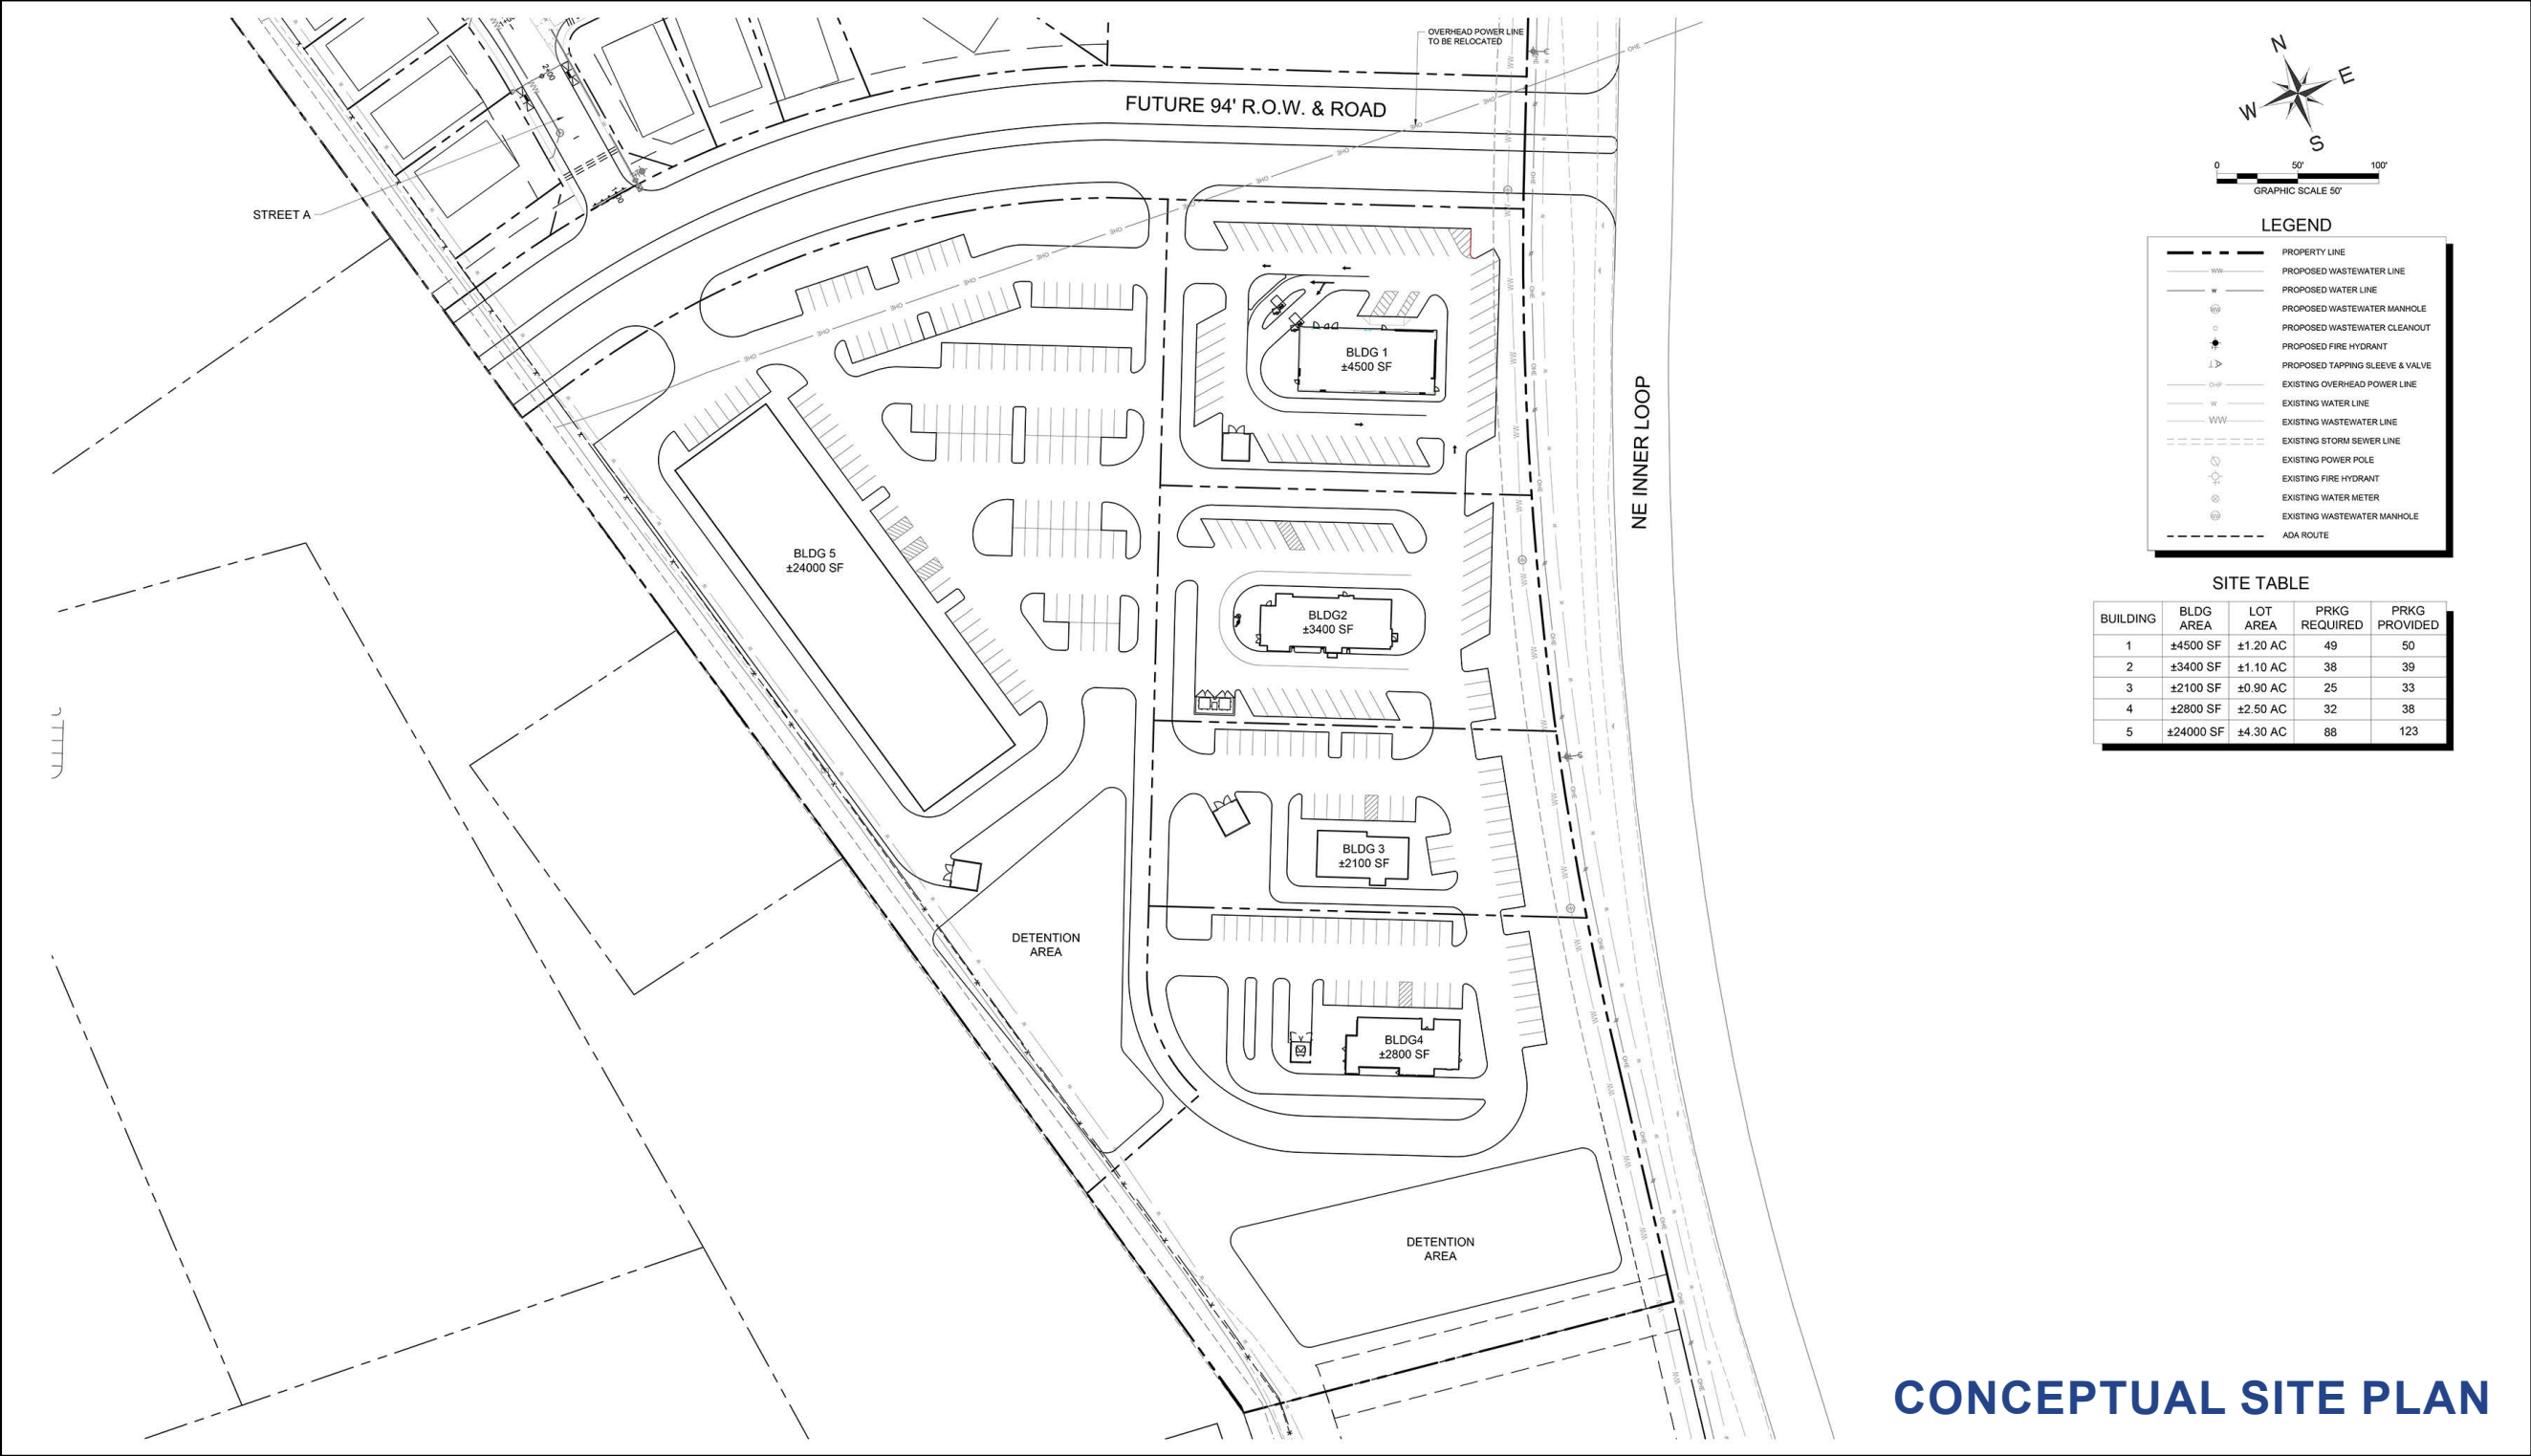 OVERHEAD POWER LINE
TO BE RELOCATED
FUTURE 94' R.O.W. & ROAD
STREET A
N
E
W
S
0 50' 100'
GRAPHIC SCALE 50'
LEGEND
PROPERTY LINE
WW PROPOSED WASTEWATER LINE
W PROPOSED WATER LINE
WW PROPOSED WASTEWATER MANHOLE
C PROPOSED WASTEWATER CLEANOUT
PROPOSED FIRE HYDRANT
PROPOSED TAPPING SLEEVE & VALVE
OHP EXISTING OVERHEAD POWER LINE
W EXISTING WATER LINE
WW EXISTING WASTEWATER LINE
EXISTING STORM SEWER LINE
EXISTING POWER POLE
EXISTING FIRE HYDRANT
EXISTING WATER METER
WW EXISTING WASTEWATER MANHOLE
ADA ROUTE
SITE TABLE
BUILDING BLDG AREA LOT AREA PRKG REQUIRED PRKG PROVIDED
1 ±4500 SF ±1.20 AC 49 50
2 ±3400 SF ±1.10 AC 38 39
3 ±2100 SF ±0.90 AC 25 33
4 ±2800 SF ±2.50 AC 32 38
5 ±24000 SF ±4.30 AC 88 123
BLDG 1
±4500 SF
NE INNER LOOP
BLDG 5
±24000 SF
BLDG2
±3400 SF
BLDG 3
±2100 SF
DETENTION
AREA
BLDG4
±2800 SF
DETENTION
AREA
CONCEPTUAL SITE PLAN